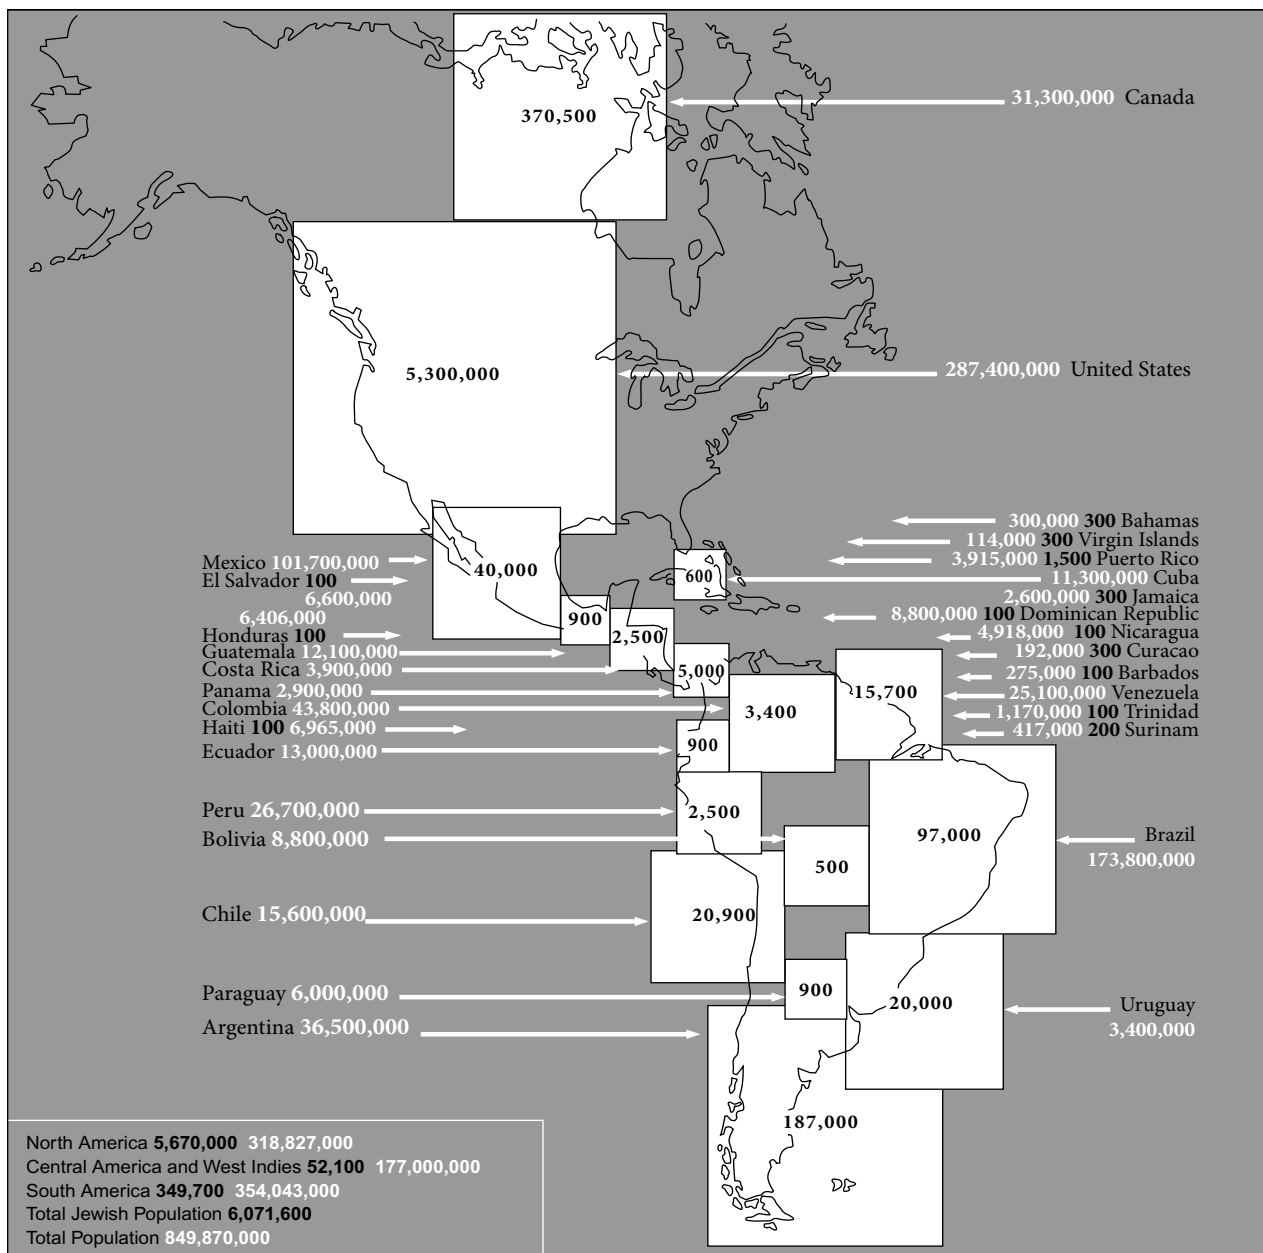 370,500
31,300,000 Canada
5,300,000
287,400,000 United States
300,000 300 Bahamas
114,000 300 Virgin Islands
3,915,000 1,500 Puerto Rico
11,300,000 Cuba
2,600,000 300 Jamaica
8,800,000 100 Dominican Republic
4,918,000 100 Nicaragua
192,000 300 Curacao
275,000 100 Barbados
25,100,000 Venezuela
1,170,000 100 Trinidad
417,000 200 Surinam
Mexico 101,700,000
El Salvador 100
6,600,000
6,406,000
Honduras 100
Guatemala 12,100,000
Costa Rica 3,900,000
Panama 2,900,000
Colombia 43,800,000
Haiti 100 6,965,000
Ecuador 13,000,000
Peru 26,700,000
Bolivia 8,800,000
Chile 15,600,000
Paraguay 6,000,000
Argentina 36,500,000
40,000
600
900
2,500
5,000
15,700
3,400
900
2,500
97,000
500
20,900
900
20,000
187,000
Brazil
173,800,000
Uruguay
3,400,000
North America 5,670,000 318,827,000
Central America and West Indies 52,100 177,000,000
South America 349,700 354,043,000
Total Jewish Population 6,071,600
Total Population 849,870,000